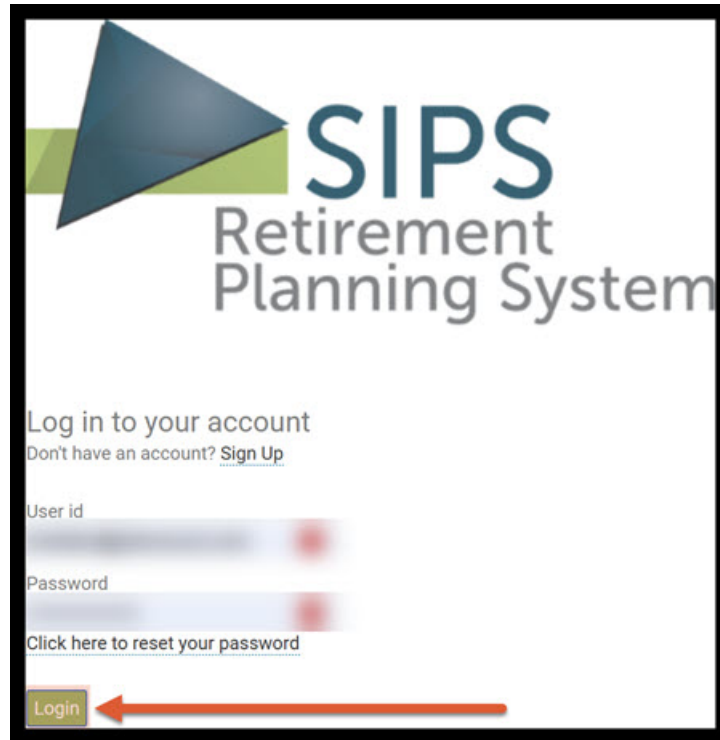 SIPS
Retirement
Planning System
Log in to your account
Don't have an account? Sign Up
User id
Password
Click here to reset your password
Login